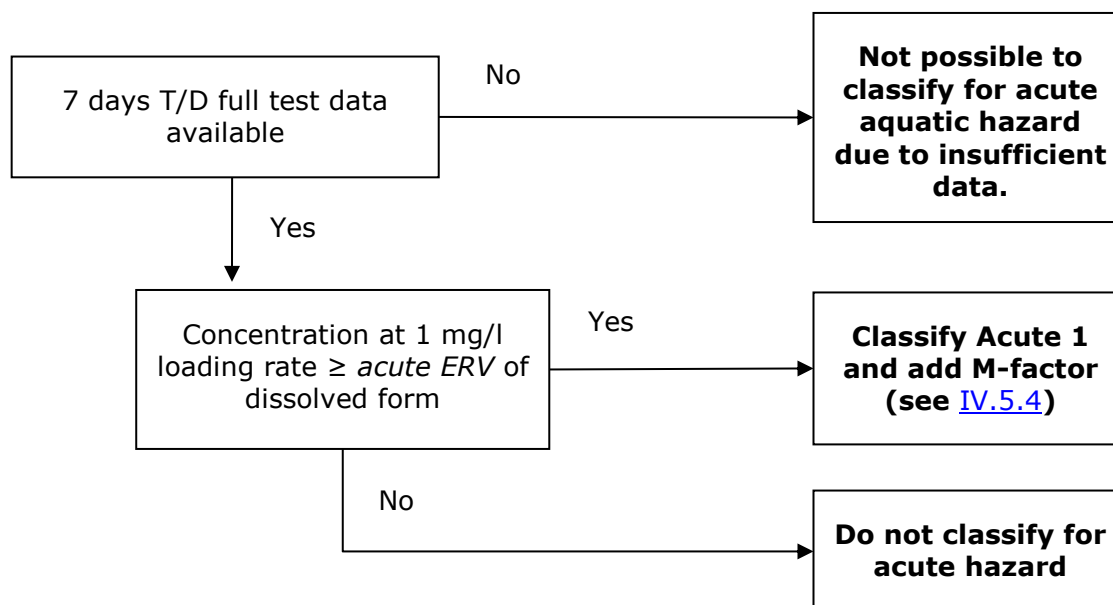 7 days T/D full test data
available
No
Not possible to
classify for acute
aquatic hazard
due to insufficient
data.
Yes
Concentration at 1 mg/l
loading rate ≥ acute ERV of
dissolved form
Yes
Classify Acute 1
and add M-factor
(see IV.5.4)
No
Do not classify for
acute hazard